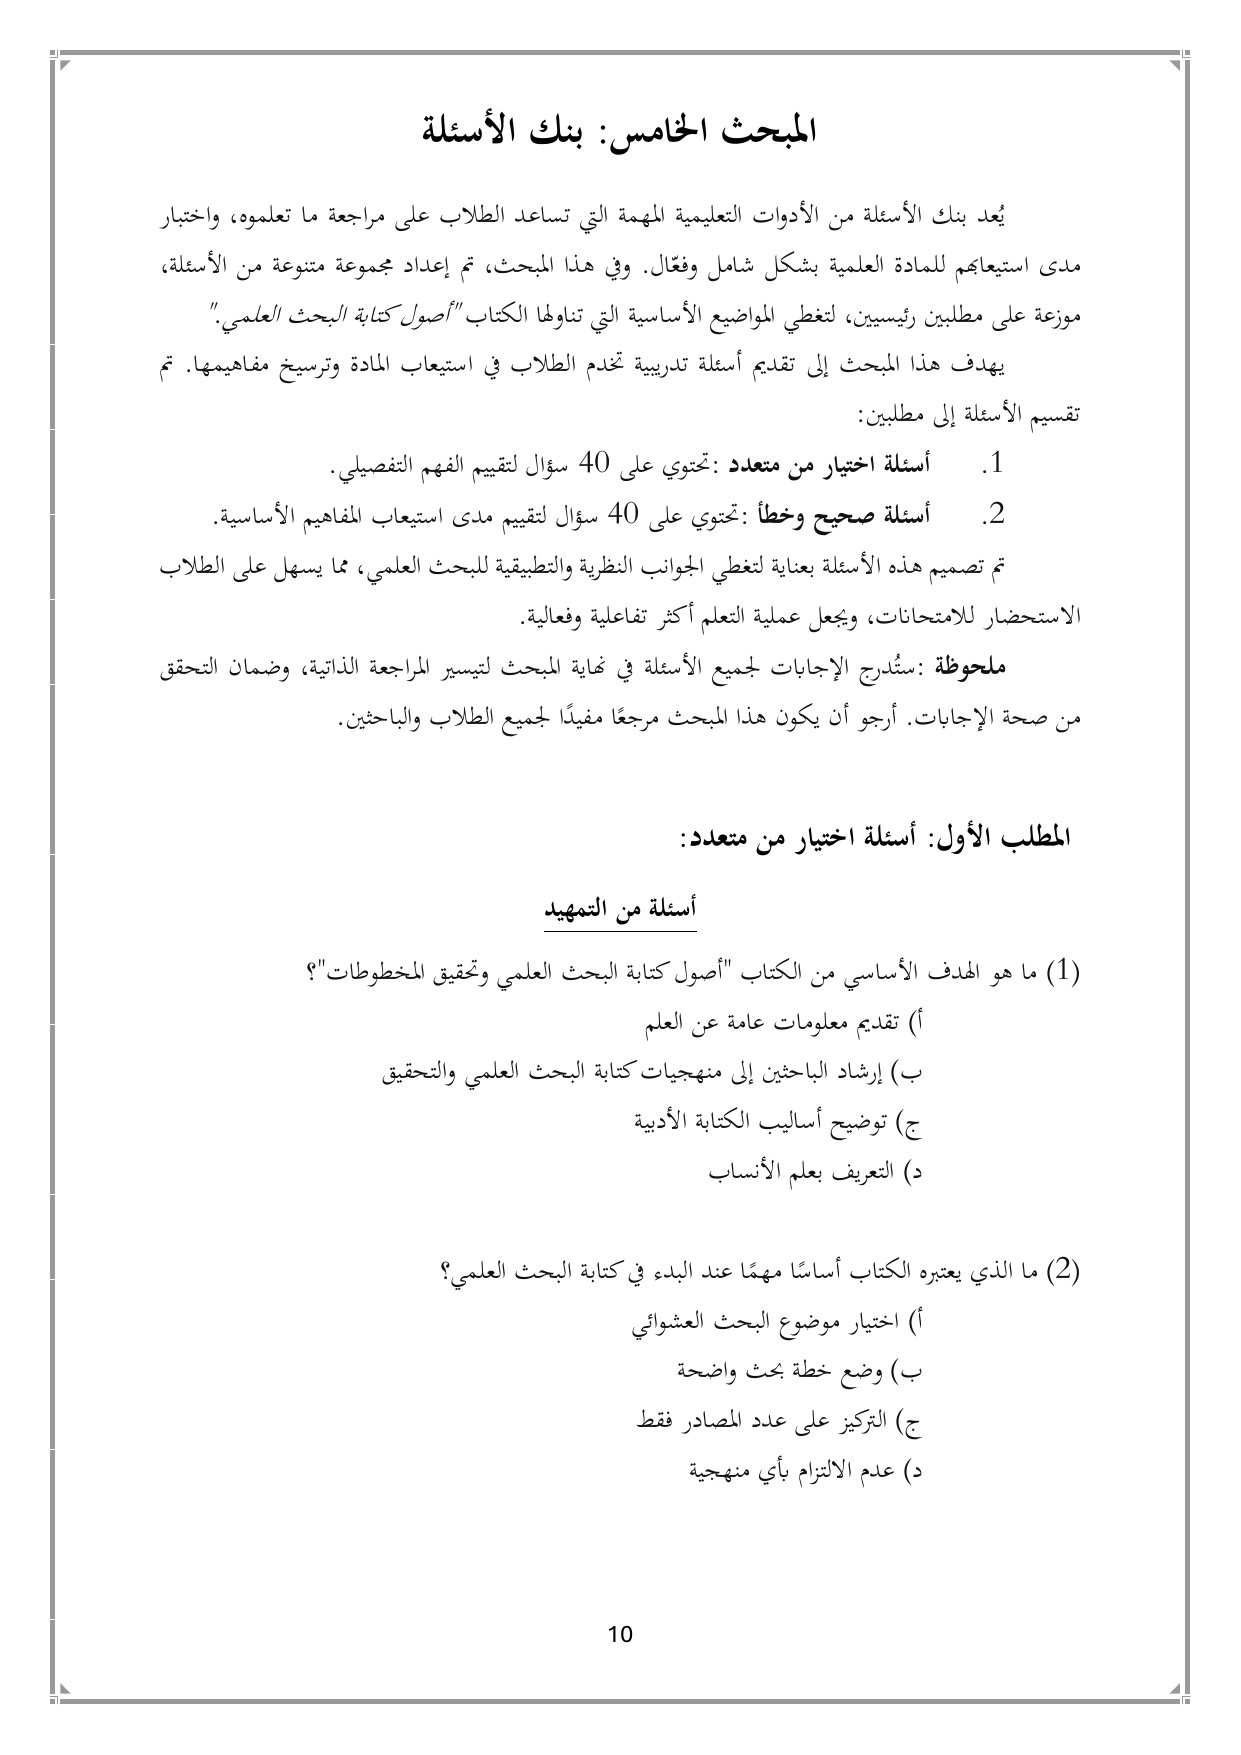 المبحث الخامس: بنك الأسئلة
يُعد بنك الأسئلة من الأدوات التعليمية المهمة التي تساعد الطلاب على مراجعة ما تعلموه، واختبار
مدى استيعابهم للمادة العلمية بشكل شامل وفعّال. وفي هذا المبحث، تم إعداد مجموعة متنوعة من الأسئلة،
موزعة على مطلبين رئيسيين، لتغطي المواضيع الأساسية التي تناولها الكتاب "أصول كتابة البحث العلمي."
يهدف هذا المبحث إلى تقديم أسئلة تدريبية تخدم الطلاب في استيعاب المادة وترسيخ مفاهيمها. تم
تقسيم الأسئلة إلى مطلبين:
1. أسئلة اختيار من متعدد :تحتوي على 40 سؤال لتقييم الفهم التفصيلي.
2. أسئلة صحيح وخطأ :تحتوي على 40 سؤال لتقييم مدى استيعاب المفاهيم الأساسية.
تم تصميم هذه الأسئلة بعناية لتغطي الجوانب النظرية والتطبيقية للبحث العلمي، مما يسهل على الطلاب
الاستحضار للامتحانات، ويجعل عملية التعلم أكثر تفاعلية وفعالية.
ملحوظة :ستُدرج الإجابات لجميع الأسئلة في نهاية المبحث لتيسير المراجعة الذاتية، وضمان التحقق
من صحة الإجابات. أرجو أن يكون هذا المبحث مرجعًا مفيدًا لجميع الطلاب والباحثين.
المطلب الأول: أسئلة اختيار من متعدد:
أسئلة من التمهيد
(1) ما هو الهدف الأساسي من الكتاب "أصول كتابة البحث العلمي وتحقيق المخطوطات"؟
أ) تقديم معلومات عامة عن العلم
ب) إرشاد الباحثين إلى منهجيات كتابة البحث العلمي والتحقيق
ج) توضيح أساليب الكتابة الأدبية
د) التعريف بعلم الأنساب
(2) ما الذي يعتبره الكتاب أساسًا مهمًا عند البدء في كتابة البحث العلمي؟
أ) اختيار موضوع البحث العشوائي
ب) وضع خطة بحث واضحة
ج) التركيز على عدد المصادر فقط
د) عدم الالتزام بأي منهجية
10